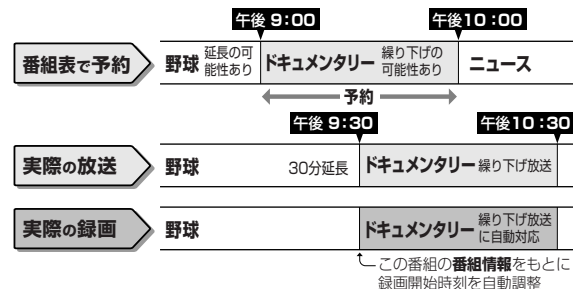 午後 9:00
午後10:00
番組表で予約
野球 延長の可能性あり ドキュメンタリー 繰り下げの可能性あり ニュース
予約
午後 9:30
午後10:30
実際の放送
野球 30分延長 ドキュメンタリー 繰り下げ放送
実際の録画
野球 ドキュメンタリー 繰り下げ放送に自動対応
この番組の番組情報をもとに
録画開始時刻を自動調整